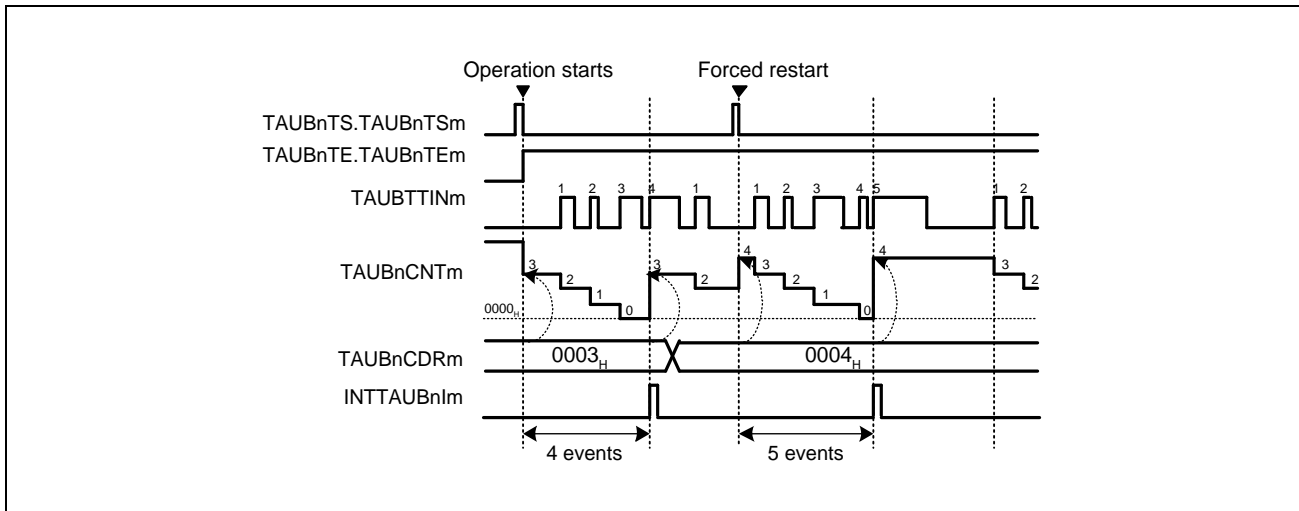 Operation starts Forced restart
TAUBnTS.TAUBnTSm
TAUBnTE.TAUBnTEm
1 2 3 4 1 1 2 3 4 5 1 2
TAUBTTINm
3 2 1 0 3 2 4 3 2 1 0 4 3 2
TAUBnCNTm
0000H
TAUBnCDRm 0003H 0004H
INTTAUBnIm
4 events 5 events